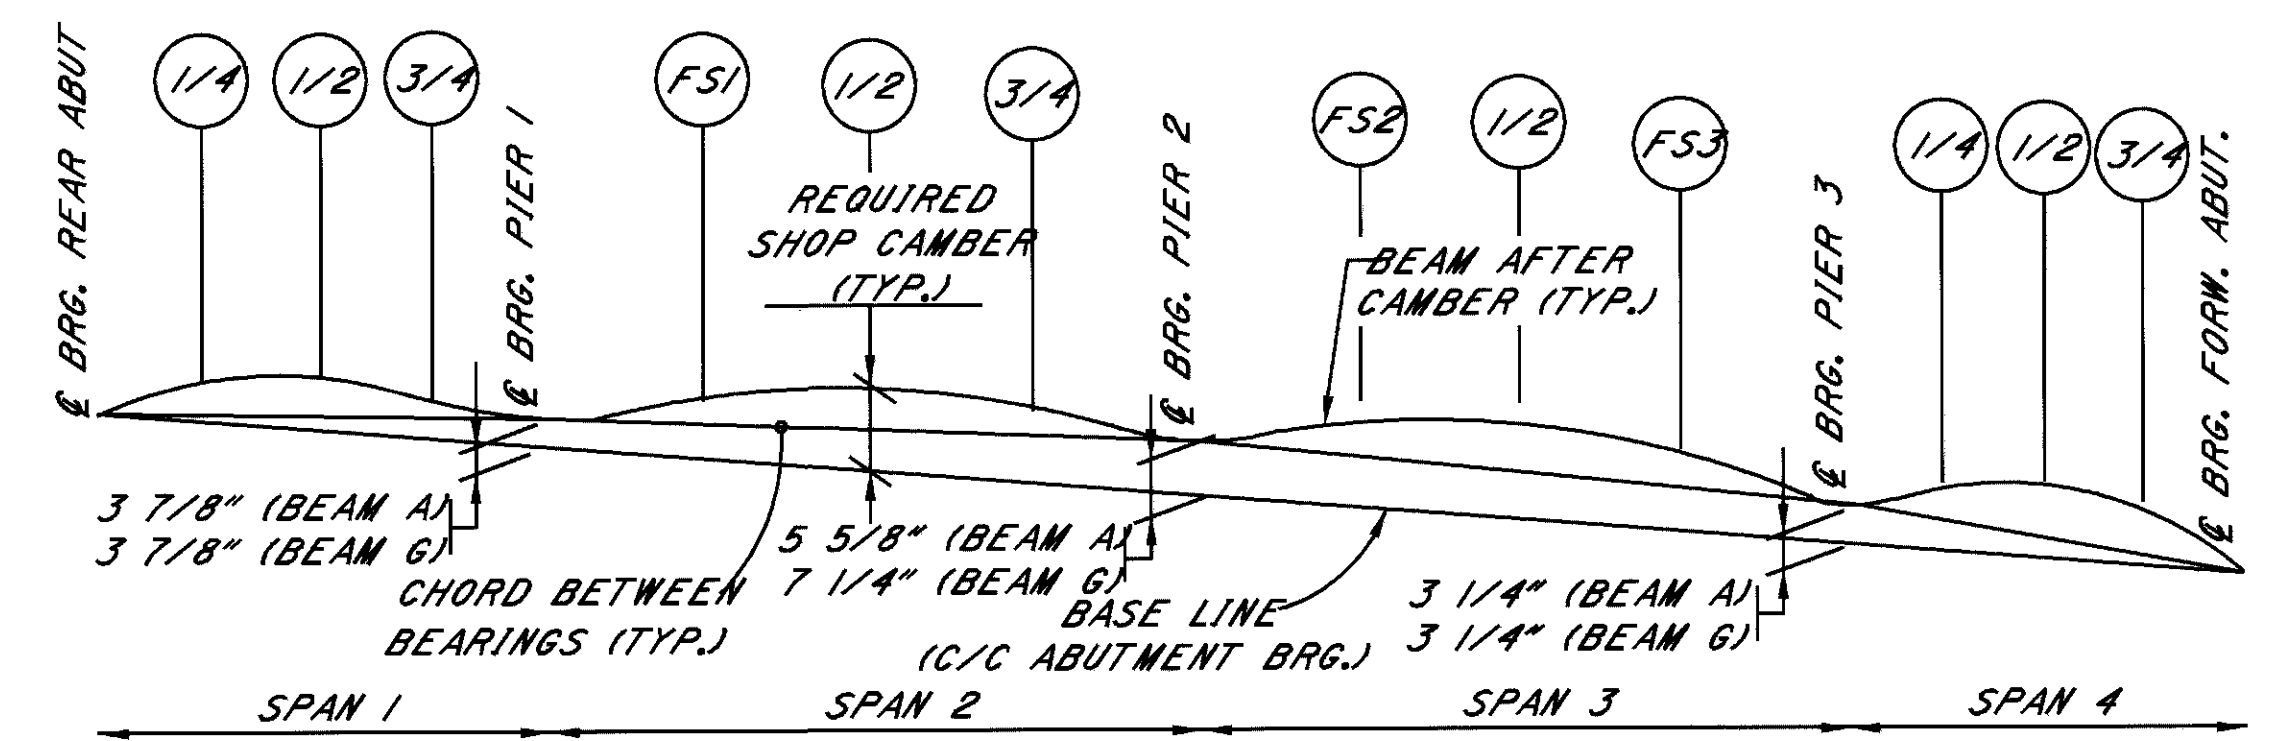 ℄ BRG. REAR ABUT
1/4
1/2
3/4
℄ BRG. PIER 1
FS1
1/2
3/4
℄ BRG. PIER 2
FS2
1/2
FS3
℄ BRG. PIER 3
1/4
1/2
3/4
℄ BRG. FORW. ABUT.
REQUIRED
SHOP CAMBER
(TYP.)
BEAM AFTER
CAMBER (TYP.)
3 7/8" (BEAM A)
3 7/8" (BEAM G)
CHORD BETWEEN
BEARINGS (TYP.)
5 5/8" (BEAM A)
7 1/4" (BEAM G)
BASE LINE
(C/C ABUTMENT BRG.)
3 1/4" (BEAM A)
3 1/4" (BEAM G)
SPAN 1
SPAN 2
SPAN 3
SPAN 4